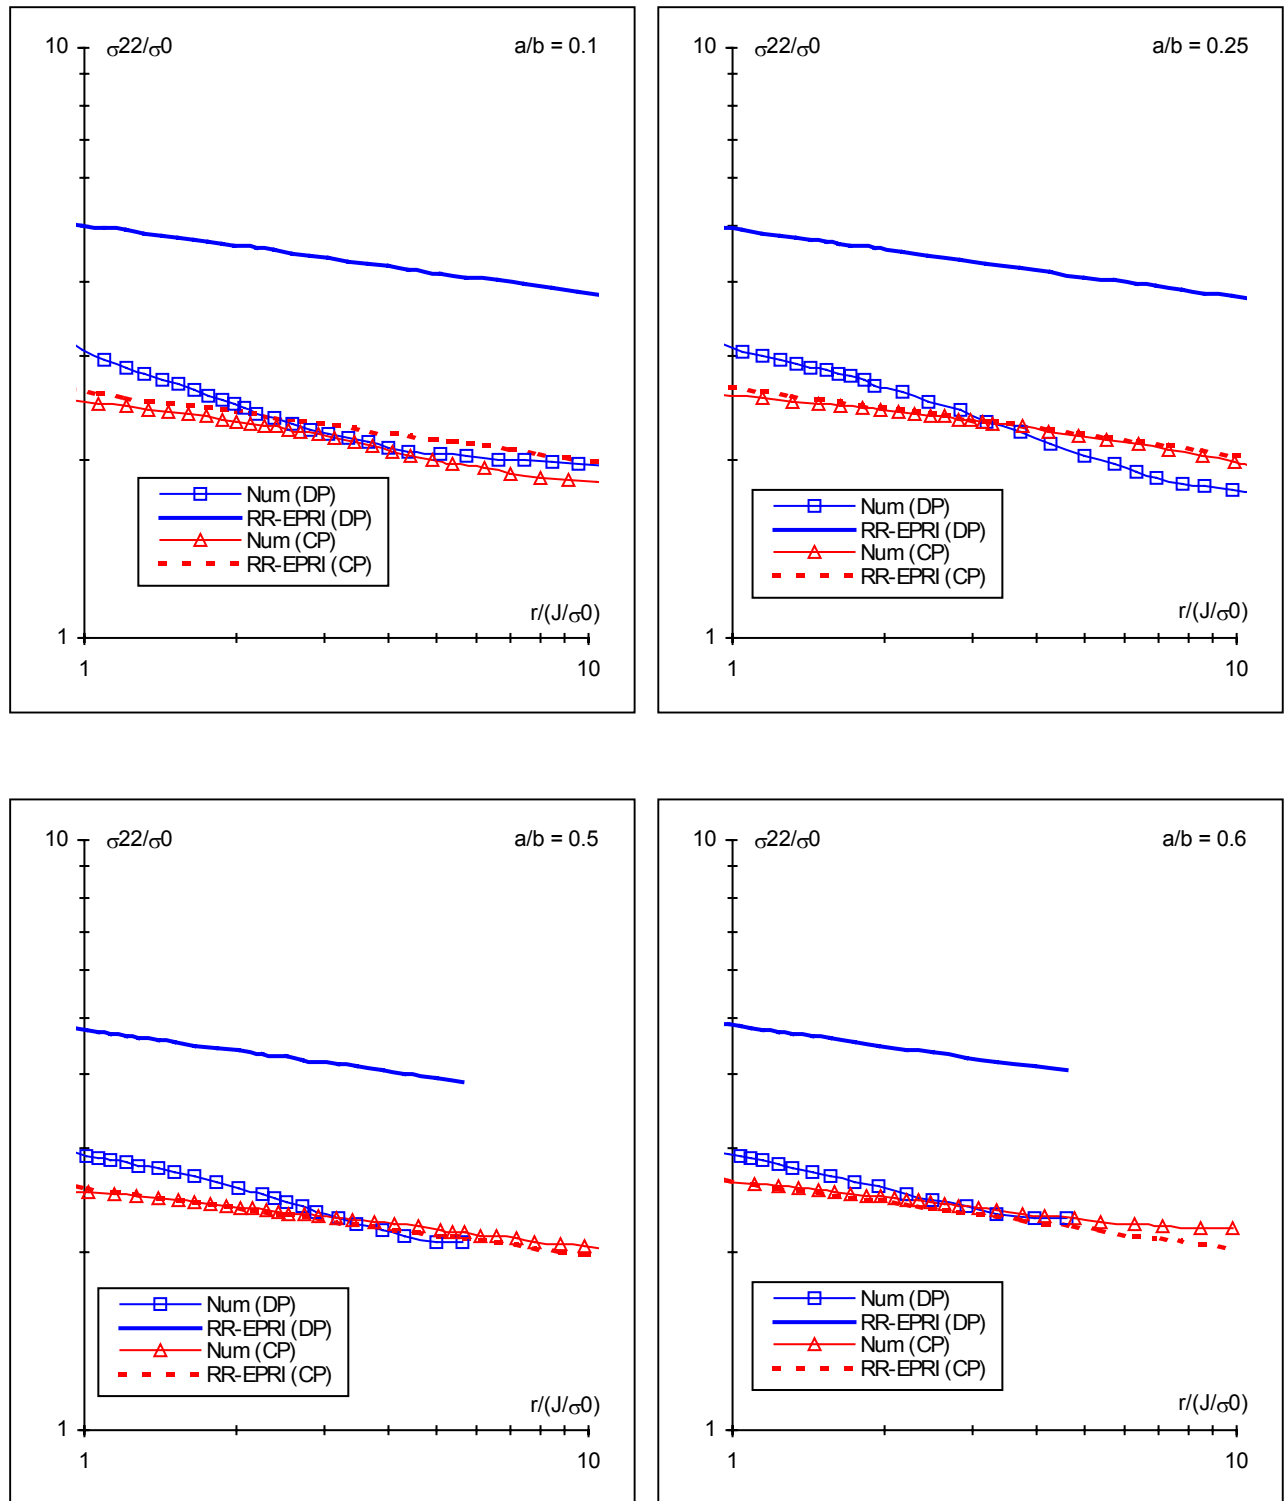 10 σ22/σ0 a/b = 0.1
Num (DP)
RR-EPRI (DP)
Num (CP)
RR-EPRI (CP)
r/(J/σ0)
1
1 10
10 σ22/σ0 a/b = 0.25
Num (DP)
RR-EPRI (DP)
Num (CP)
RR-EPRI (CP)
r/(J/σ0)
1
1 10
10 σ22/σ0 a/b = 0.5
Num (DP)
RR-EPRI (DP)
Num (CP)
RR-EPRI (CP)
r/(J/σ0)
1
1 10
10 σ22/σ0 a/b = 0.6
Num (DP)
RR-EPRI (DP)
Num (CP)
RR-EPRI (CP)
r/(J/σ0)
1
1 10